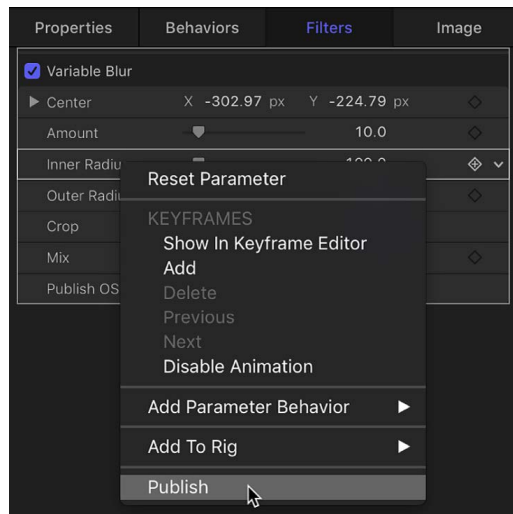 Properties Behaviors Filters Image
Variable Blur
Center X -302.97 px Y -224.79 px
Amount 10.0
Inner Radiu
Outer Radiu
Crop
Mix
Publish OS
Reset Parameter
KEYFRAMES
Show In Keyframe Editor
Add
Delete
Previous
Next
Disable Animation
Add Parameter Behavior
Add To Rig
Publish